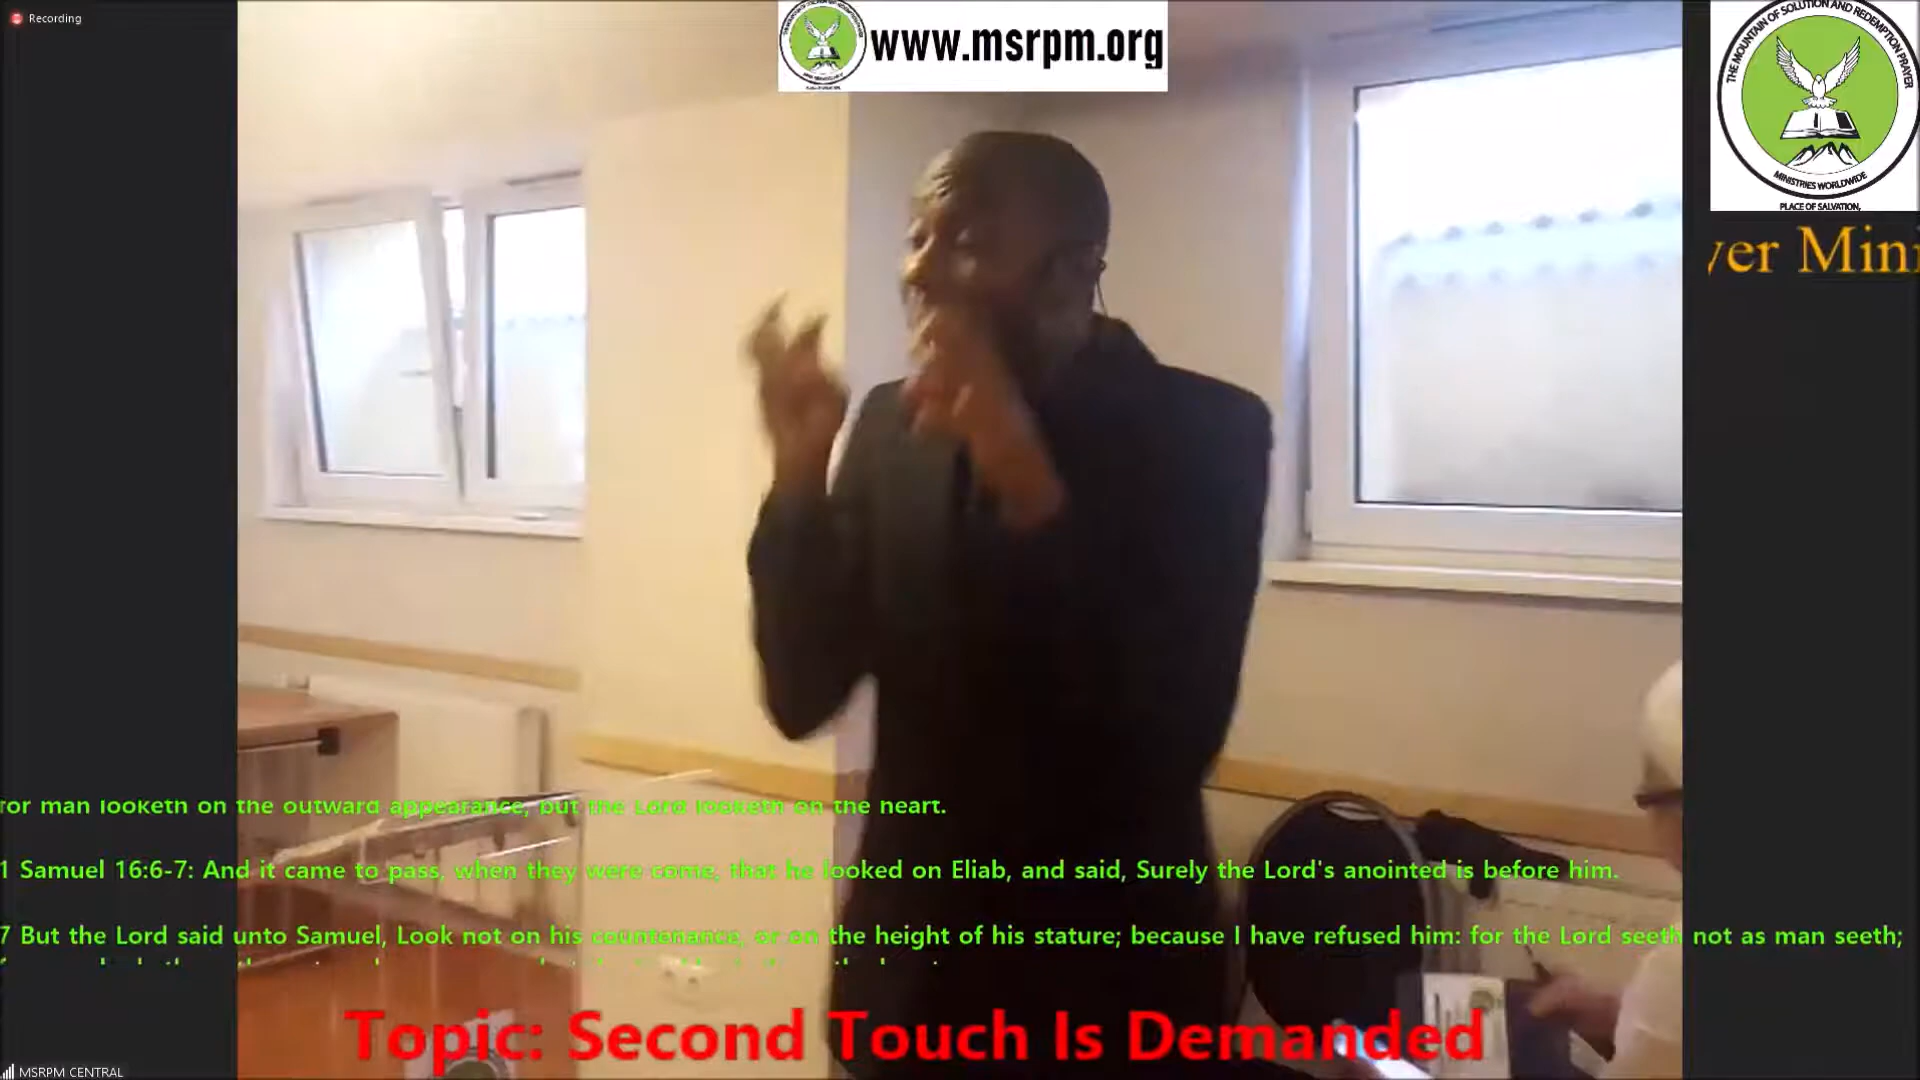 Recording
www.msrpm.org
THE MOUNTAIN OF SOLUTION AND REDEMPTION PRAYER
MINISTRIES WORLDWIDE
PLACE OF SALVATION,
yer Mini
for man looketh on the outward appearance, but the Lord looketh on the heart.
1 Samuel 16:6-7: And it came to pass, when they were come, that he looked on Eliab, and said, Surely the Lord's anointed is before him.
7 But the Lord said unto Samuel, Look not on his countenance, or on the height of his stature; because I have refused him: for the Lord seeth not as man seeth;
Topic: Second Touch Is Demanded
MSRPM CENTRAL